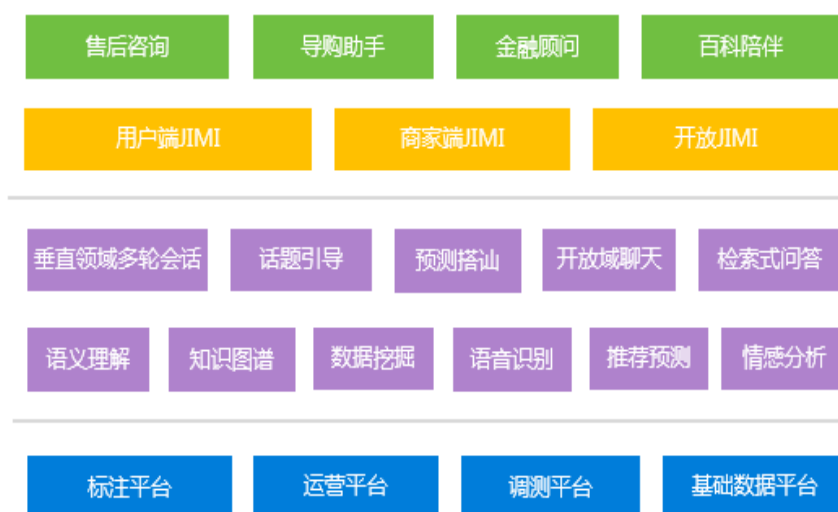 售后咨询 导购助手 金融顾问 百科陪伴
用户端JIMI 商家端JIMI 开放JIMI
垂直领域多轮会话 话题引导 预测搭讪 开放域聊天 检索式问答
语义理解 知识图谱 数据挖掘 语音识别 推荐预测 情感分析
标注平台 运营平台 调测平台 基础数据平台